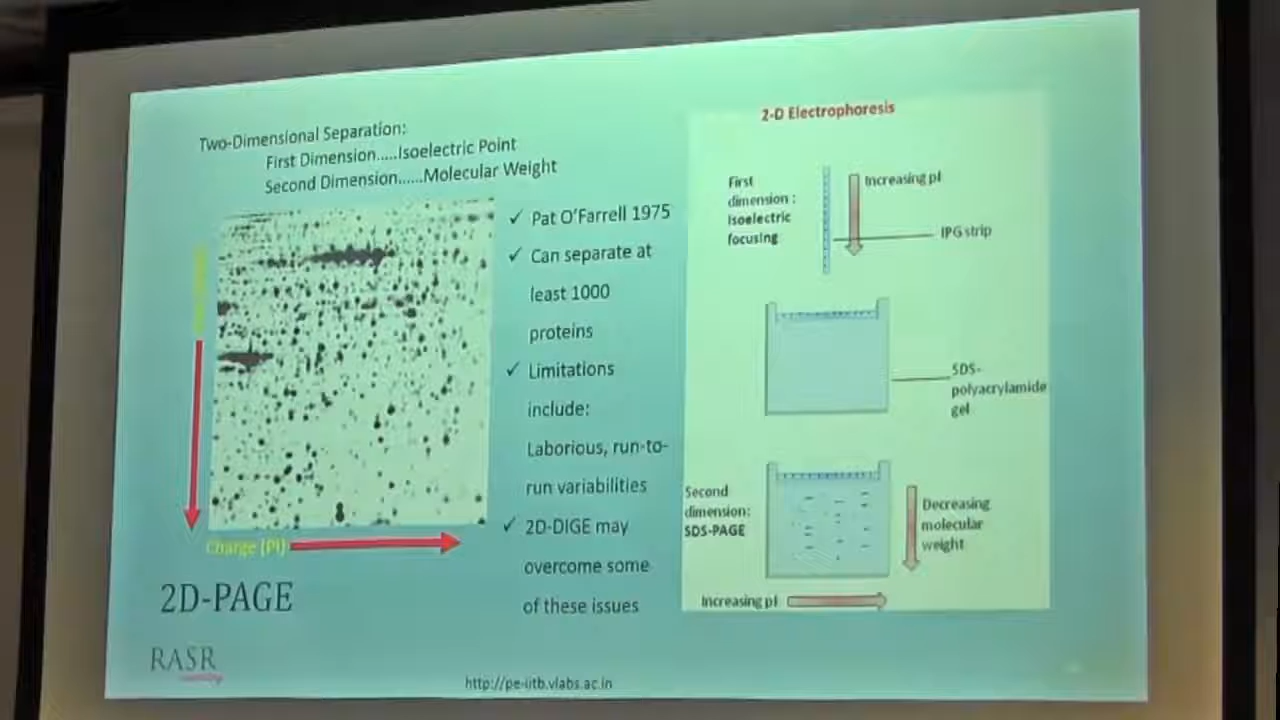 Two-Dimensional Separation:
First Dimension.....Isoelectric Point
Second Dimension......Molecular Weight
✓ Pat O'Farrell 1975
✓ Can separate at
least 1000
proteins
✓ Limitations
include:
Laborious, run-to-
run variabilities
✓ 2D-DIGE may
overcome some
of these issues
Charge (PI)
2D-PAGE
RASR
http://pe-iitb.vlabs.ac.in
2-D Electrophoresis
First
dimension :
Isoelectric
focusing
Increasing pI
IPG strip
SDS-
polyacrylamide
gel
Second
dimension:
SDS-PAGE
Decreasing
molecular
weight
Increasing pI